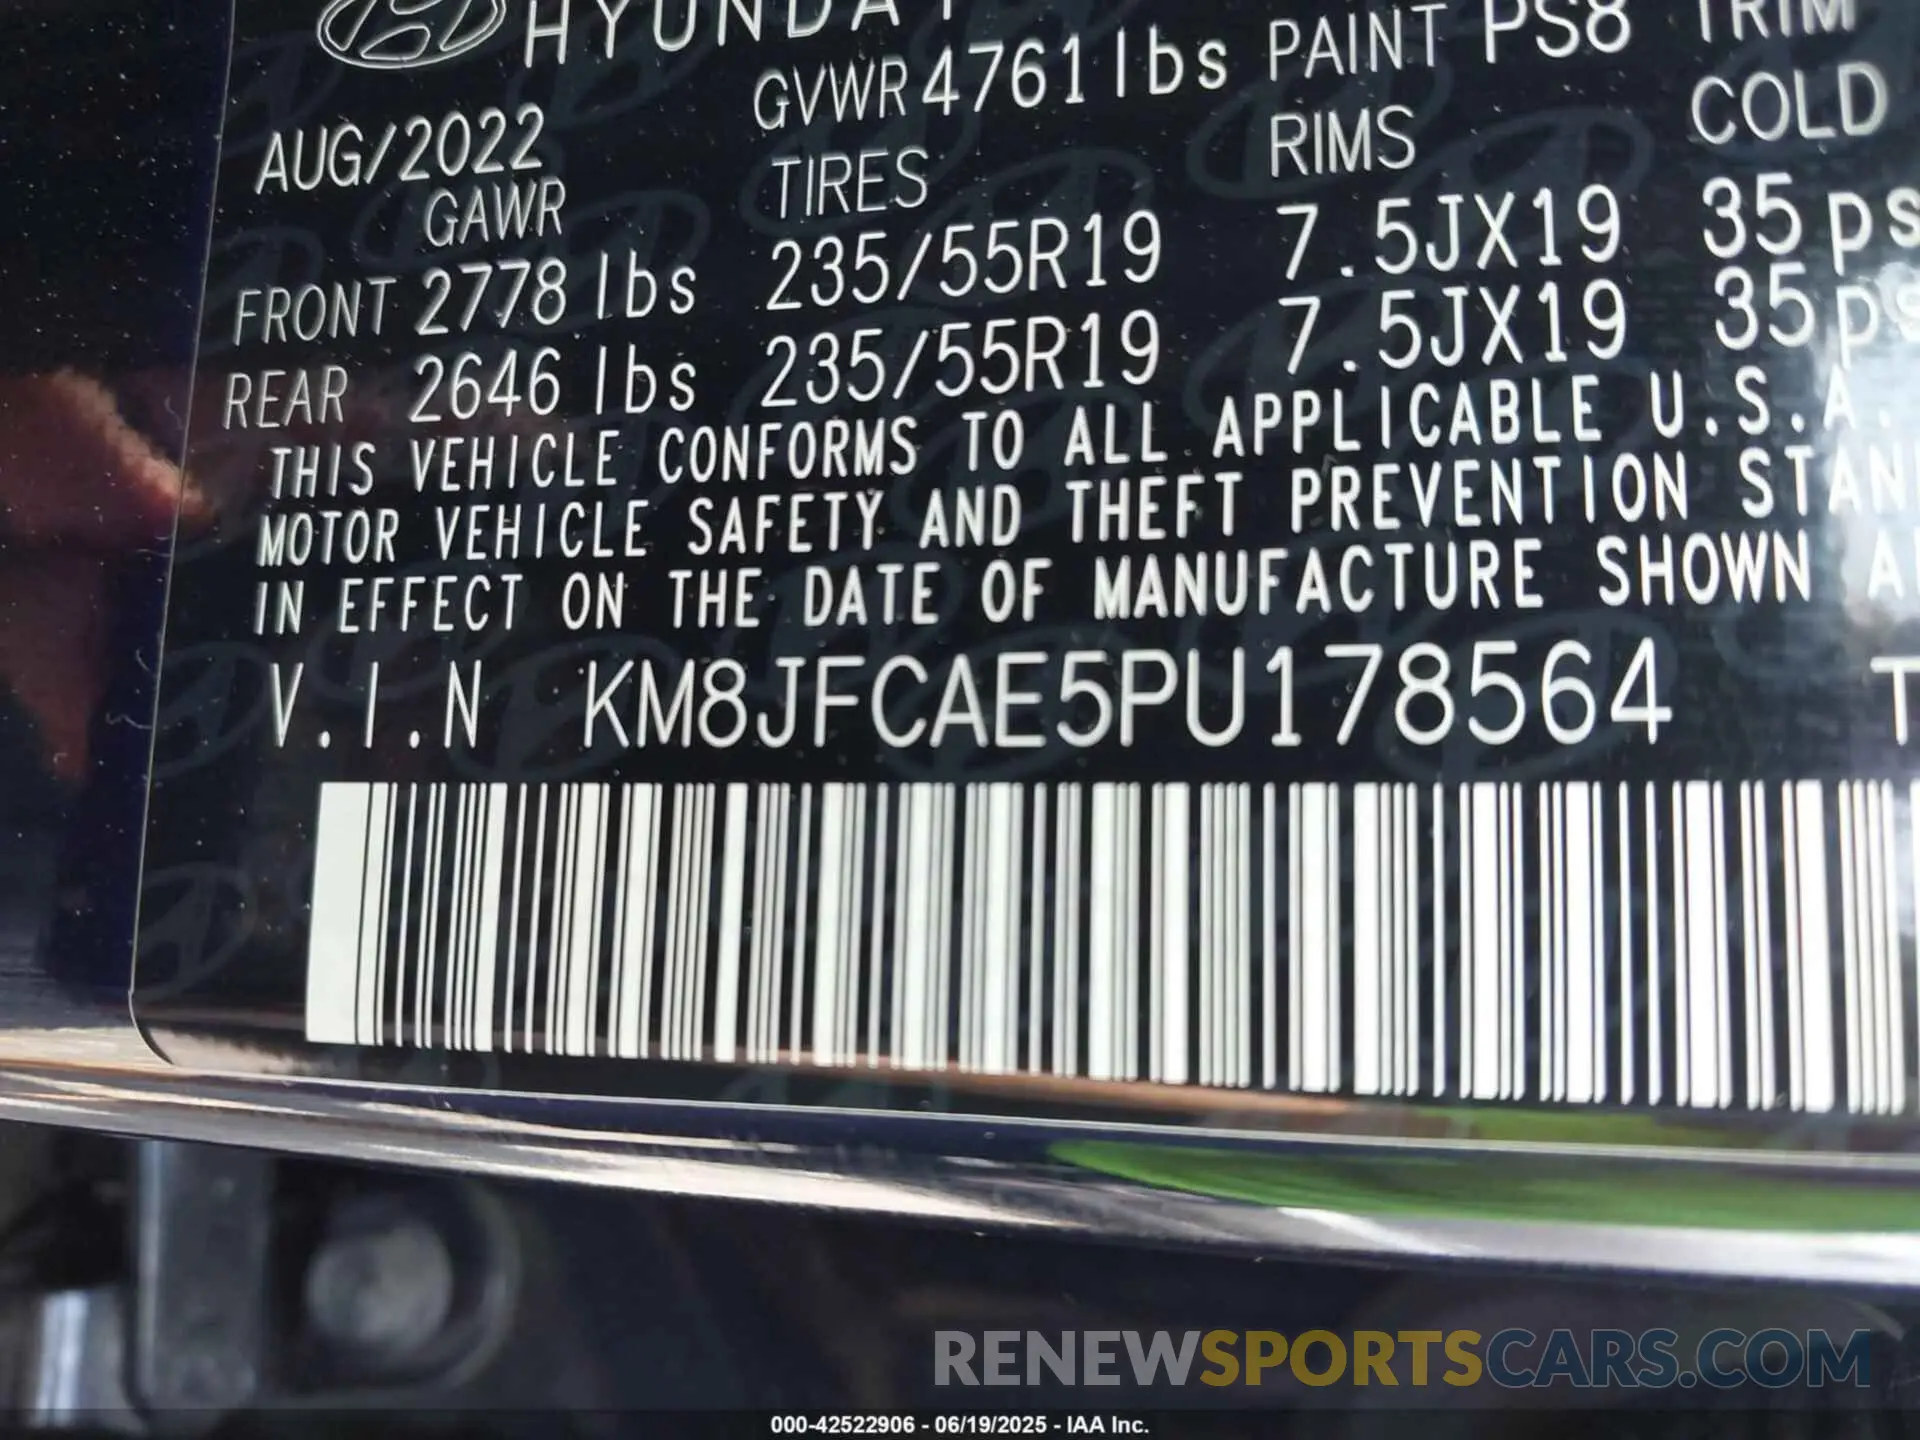 HYUNDAI
AUG/2022 GVWR 4761 lbs PAINT PS8 TRIM
GAWR TIRES RIMS COLD
FRONT 2778 lbs 235/55R19 7.5JX19 35
REAR 2646 lbs 235/55R19 7.5JX19 35
THIS VEHICLE CONFORMS TO ALL APPLICABLE U.S.A.
MOTOR VEHICLE SAFETY AND THEFT PREVENTION
IN EFFECT ON THE DATE OF MANUFACTURE SHOWN
V.I.N KM8JFCAE5PU178564
RENEWSPORTSCARS.COM
000-42522906 - 06/19/2025 - IAA Inc.